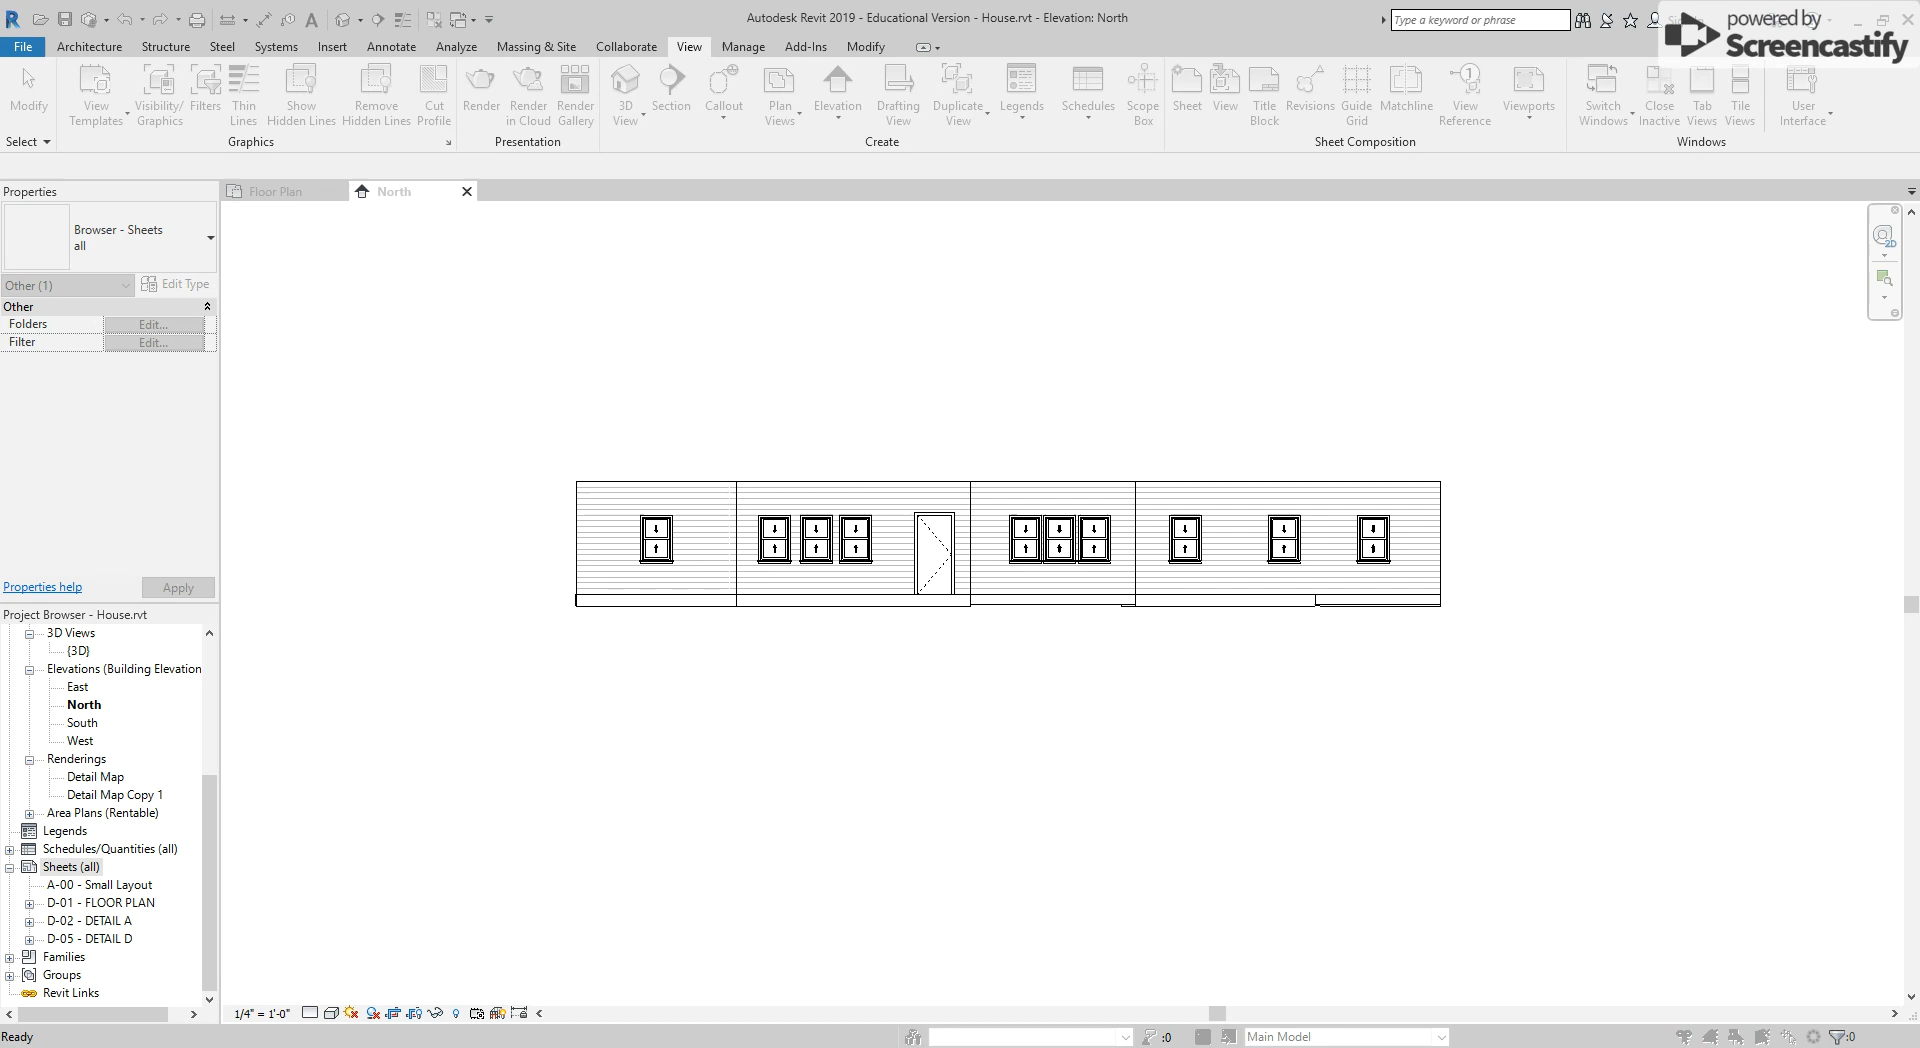 Autodesk Revit 2019 - Educational Version - House.rvt - Elevation: North
Type a keyword or phrase
powered by
Screencastify
File Architecture Structure Steel Systems Insert Annotate Analyze Massing & Site Collaborate View Manage Add-Ins Modify
Modify
View Templates
Visibility/ Graphics
Filters
Thin Lines
Show Hidden Lines
Remove Hidden Lines
Cut Profile
Render
Render in Cloud
Render Gallery
3D View
Section
Callout
Plan Views
Elevation
Drafting View
Duplicate View
Legends
Schedules
Scope Box
Sheet
View
Title Block
Revisions
Guide Grid
Matchline
View Reference
Viewports
Switch Windows
Close Inactive
Tab Views
Tile Views
User Interface
Select Graphics Presentation Create Sheet Composition Windows
Properties
Floor Plan
North
Browser - Sheets
all
Other (1)
Edit Type
Other
Folders Edit...
Filter Edit...
2D
Properties help
Apply
Project Browser - House.rvt
3D Views
{3D}
Elevations (Building Elevation
East
North
South
West
Renderings
Detail Map
Detail Map Copy 1
Area Plans (Rentable)
Legends
Schedules/Quantities (all)
Sheets (all)
A-00 - Small Layout
D-01 - FLOOR PLAN
D-02 - DETAIL A
D-05 - DETAIL D
Families
Groups
Revit Links
1/4" = 1'-0"
Ready
:0
Main Model
:0